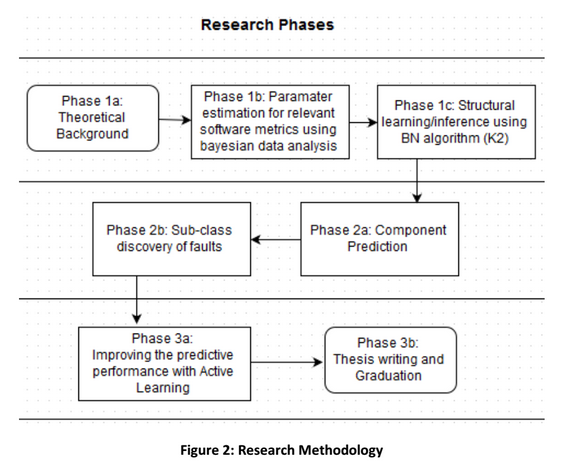 Research Phases
Phase 1a:
Theoretical
Background
Phase 1b: Paramater
estimation for relevant
software metrics using
bayesian data analysis
Phase 1c: Structural
learning/inference using
BN algorithm (K2)
Phase 2b: Sub-class
discovery of faults
Phase 2a: Component
Prediction
Phase 3a:
Improving the predictive
performance with Active
Learning
Phase 3b:
Thesis writing and
Graduation
Figure 2: Research Methodology